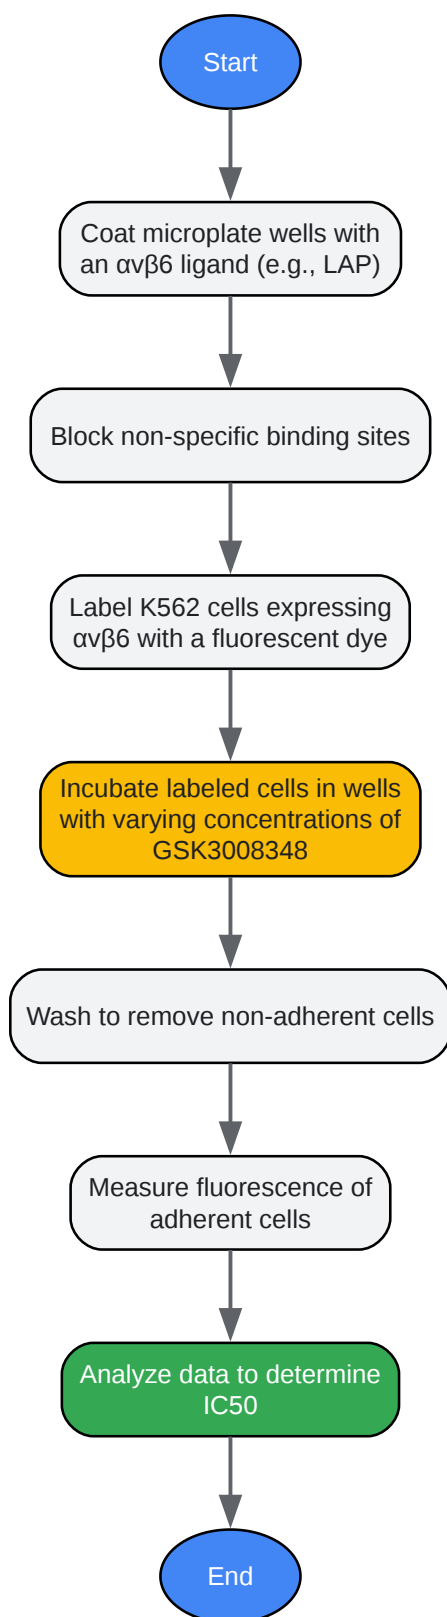 Start
Coat microplate wells with
an αvβ6 ligand (e.g., LAP)
Block non-specific binding sites
Label K562 cells expressing
αvβ6 with a fluorescent dye
Incubate labeled cells in wells
with varying concentrations of
GSK3008348
Wash to remove non-adherent cells
Measure fluorescence of
adherent cells
Analyze data to determine
IC50
End